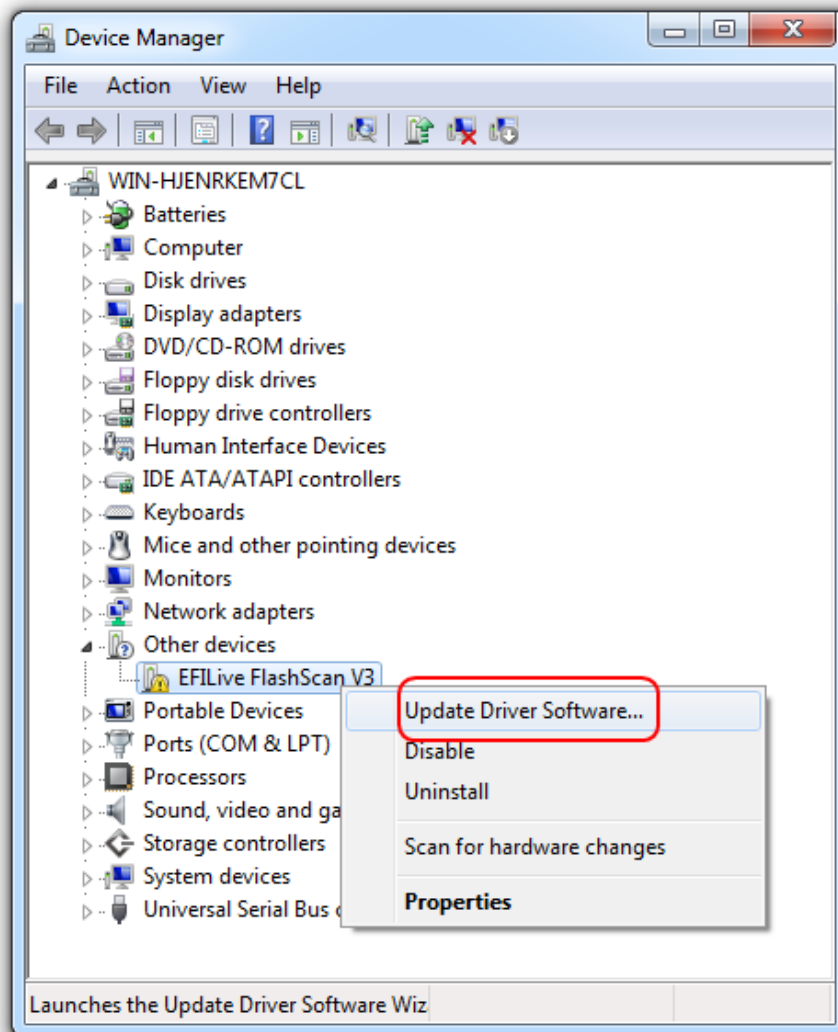 Device Manager
File Action View Help
WIN-HJENRKEM7CL
Batteries
Computer
Disk drives
Display adapters
DVD/CD-ROM drives
Floppy disk drives
Floppy drive controllers
Human Interface Devices
IDE ATA/ATAPI controllers
Keyboards
Mice and other pointing devices
Monitors
Network adapters
Other devices
EFILive FlashScan V3
Portable Devices
Ports (COM & LPT)
Processors
Sound, video and ga
Storage controllers
System devices
Universal Serial Bus
Update Driver Software...
Disable
Uninstall
Scan for hardware changes
Properties
Launches the Update Driver Software Wiz